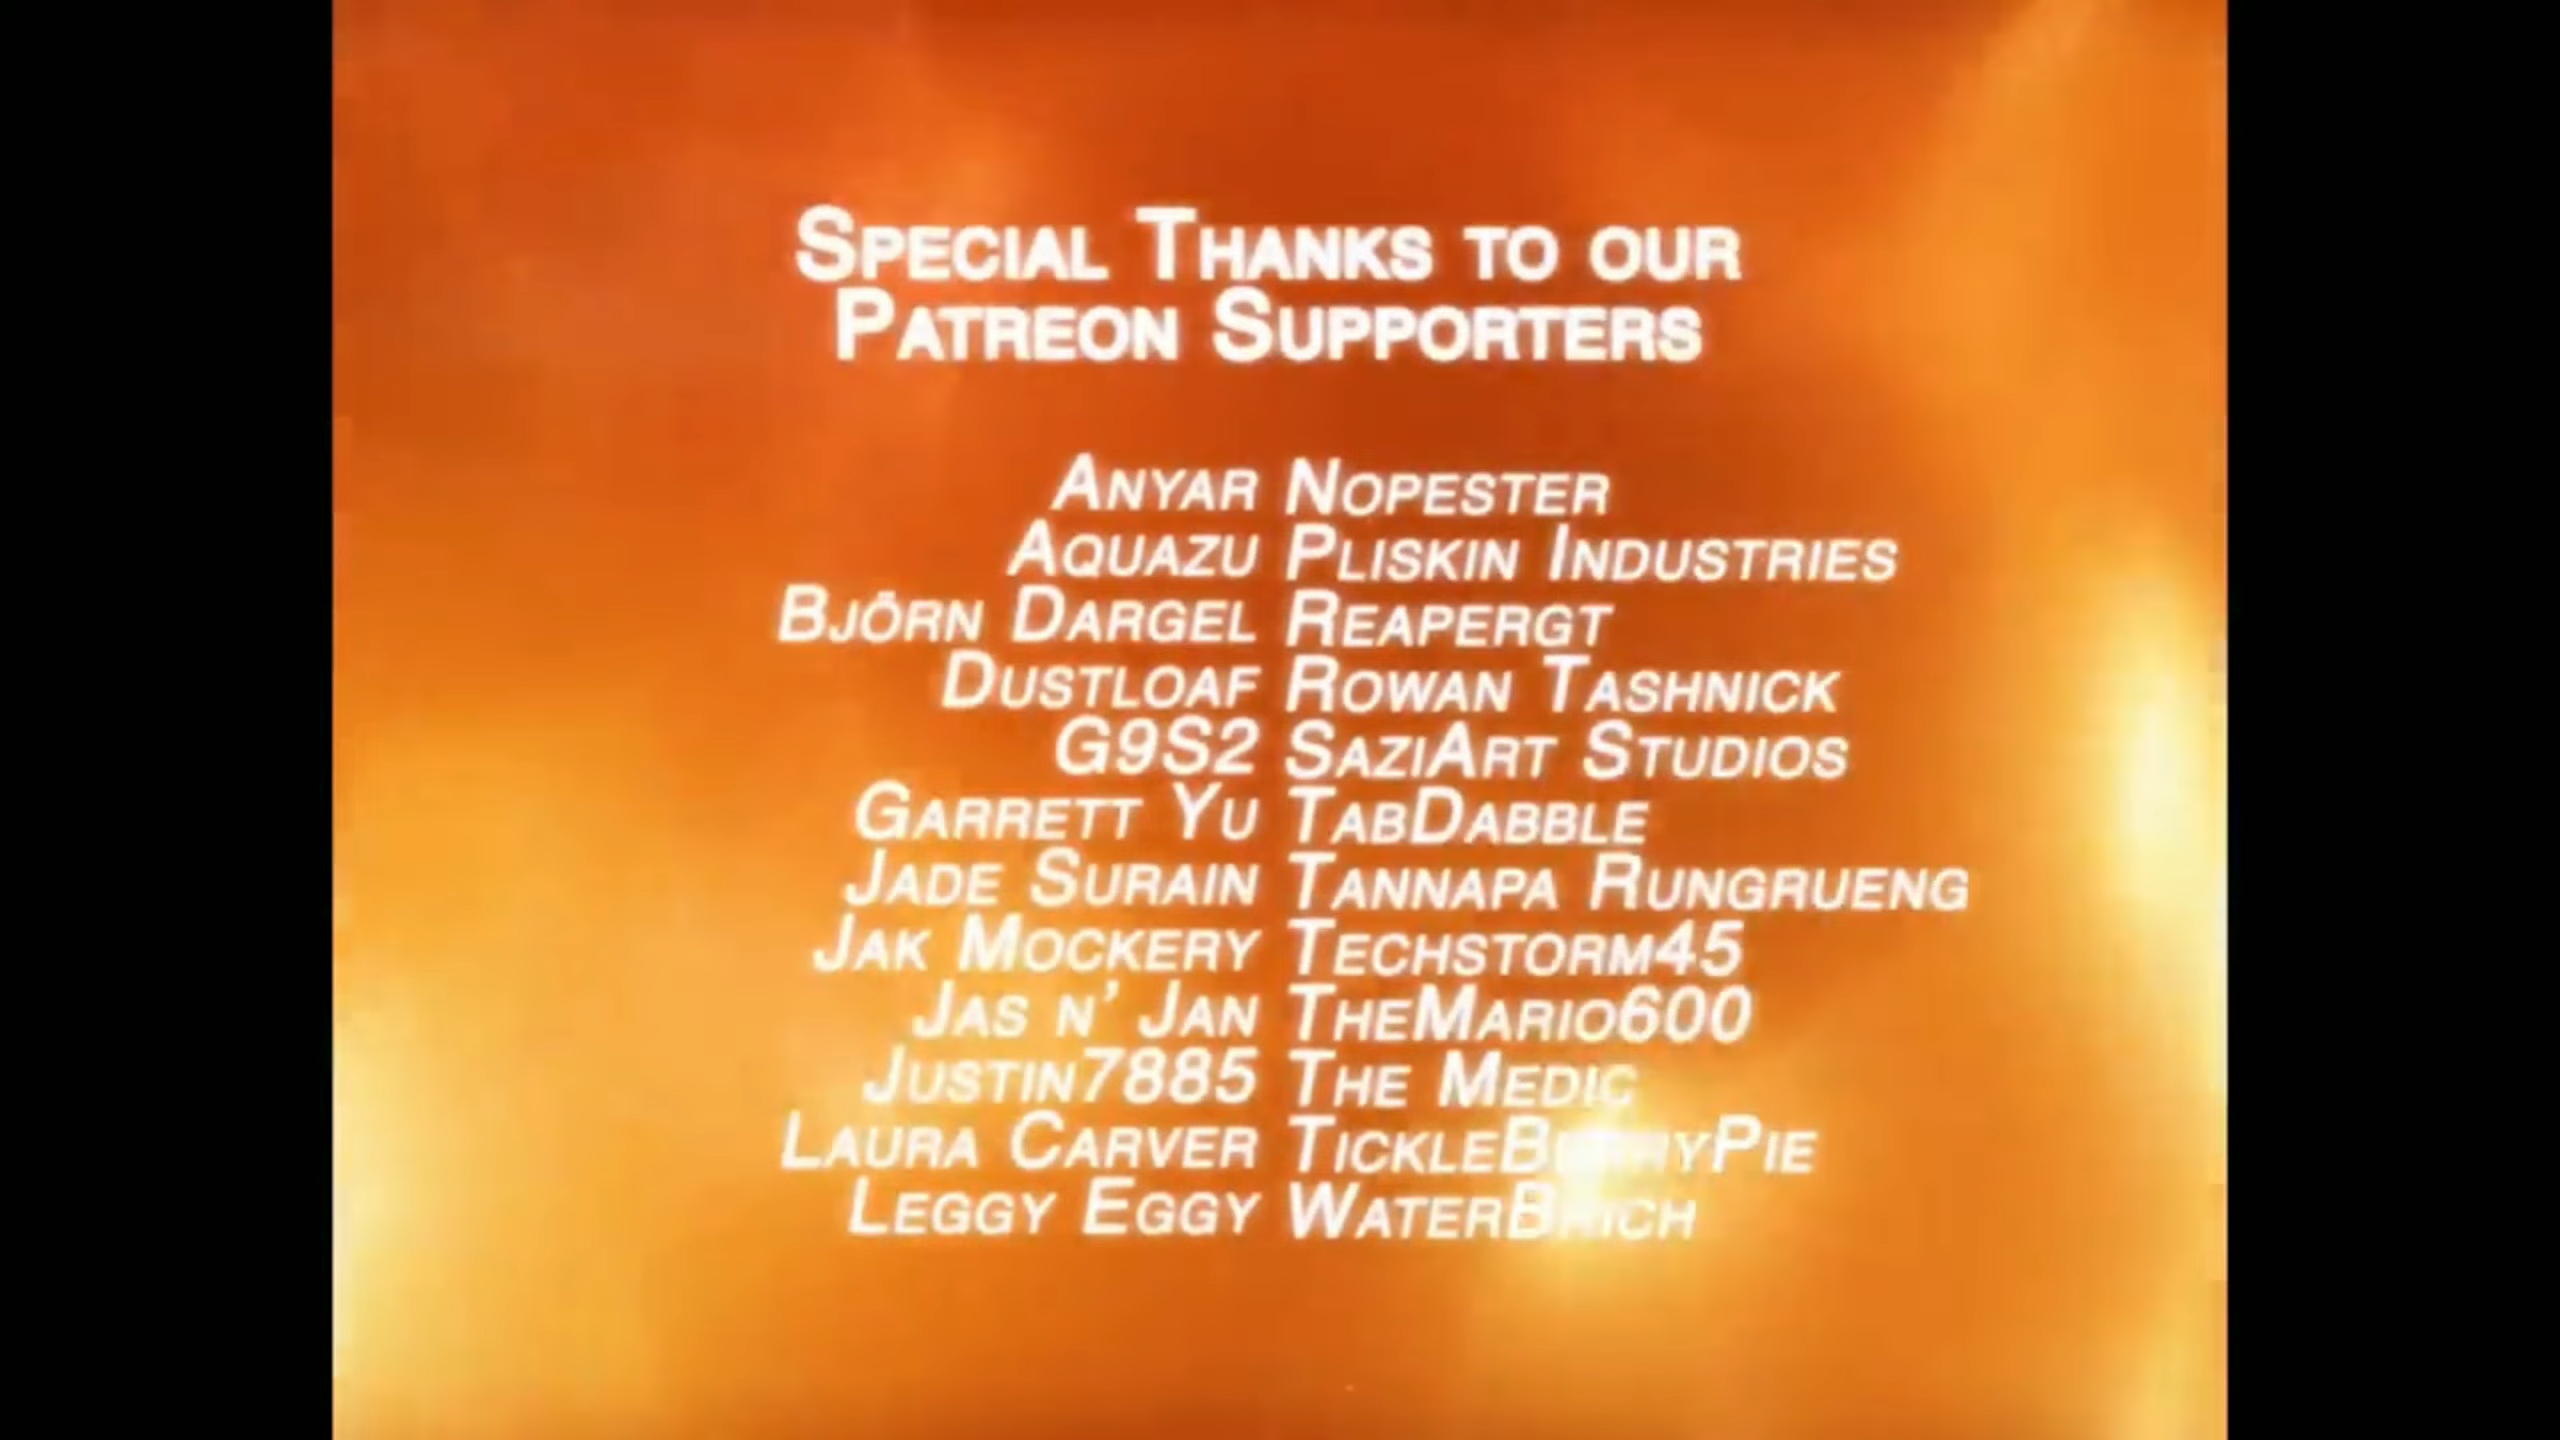 Special Thanks to our
Patreon Supporters
Anyar Nopester
Aquazu Pliskin Industries
Björn Dargel Reapergt
Dustloaf Rowan Tashnick
G9S2 SaziArt Studios
Garrett Yu TabDabble
Jade Surain Tannapa Rungrueng
Jak Mockery Techstorm45
Jas n' Jan TheMario600
Justin7885 The Medic
Laura Carver
Leggy Eggy